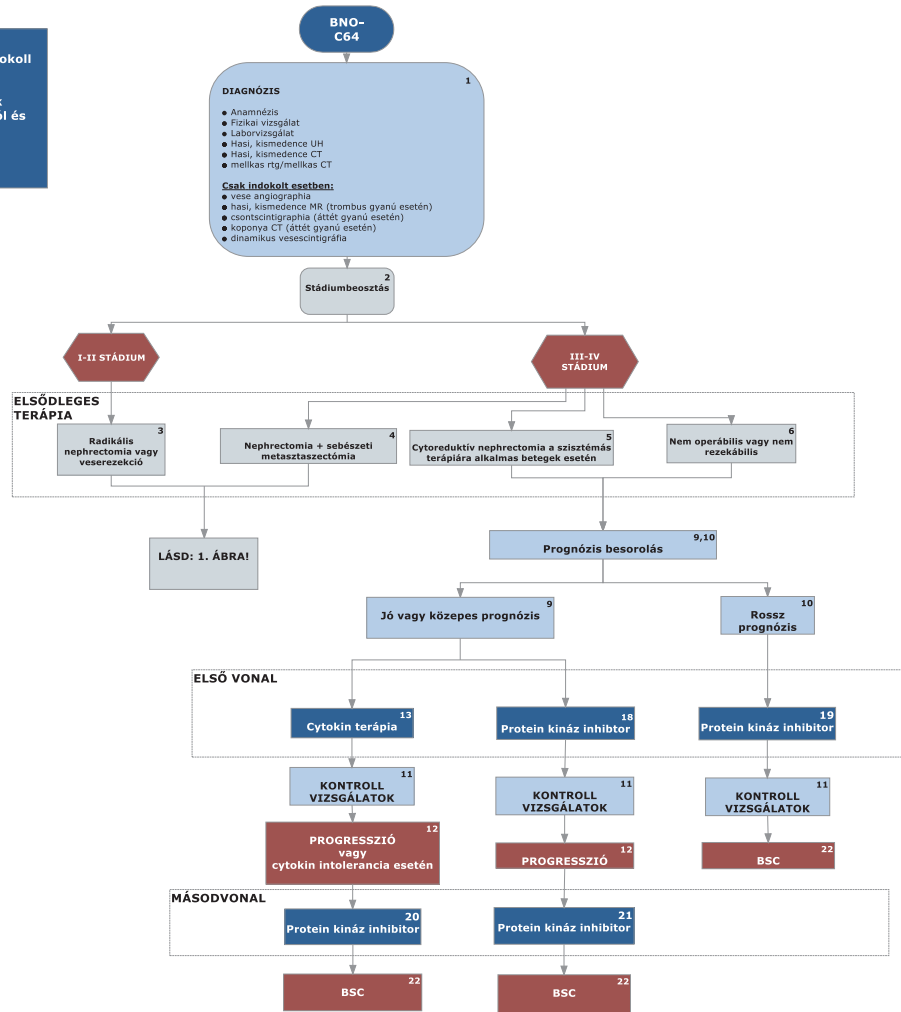 BNO–
C64
okoll
k
ól és
1
DIAGNÓZIS
● Anamnézis
● Fizikai vizsgálat
● Laborvizsgálat
● Hasi, kismedence UH
● Hasi, kismedence CT
● mellkas rtg/mellkas CT
Csak indokolt esetben:
● vese angiographia
● hasi, kismedence MR (trombus gyanú esetén)
● csontscintigraphia (áttét gyanú esetén)
● koponya CT (áttét gyanú esetén)
● dinamikus vesescintigráfia
2
Stádiumbeosztás
I-II STÁDIUM
III-IV
STÁDIUM
ELSŐDLEGES
TERÁPIA
3
Radikális
nephrectomia vagy
veserezekció
4
Nephrectomia + sebészeti
metasztaszectómia
5
Cytoreduktív nephrectomia a szisztémás
terápiára alkalmas betegek esetén
6
Nem operábilis vagy nem
rezekábilis
LÁSD: 1. ÁBRA!
9,10
Prognózis besorolás
9
Jó vagy közepes prognózis
10
Rossz
prognózis
ELSŐ VONAL
13
Cytokin terápia
18
Protein kináz inhibtor
19
Protein kináz inhibitor
11
KONTROLL
VIZSGÁLATOK
11
KONTROLL
VIZSGÁLATOK
11
KONTROLL
VIZSGÁLATOK
12
PROGRESSZIÓ
vagy
cytokin intolerancia esetén
12
PROGRESSZIÓ
22
BSC
MÁSODVONAL
20
Protein kináz inhibitor
21
Protein kináz inhibitor
22
BSC
22
BSC